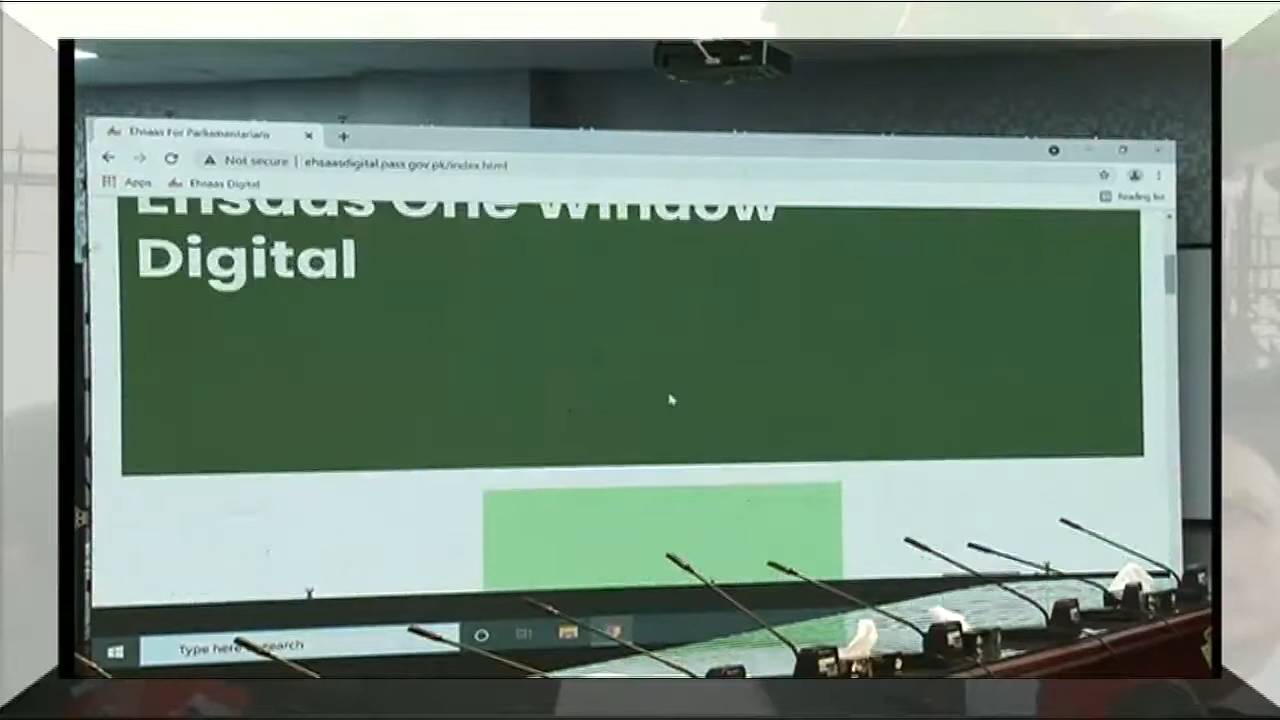 Ehsaas For Parliamentarians
Not secure | ehsaasdigital.pass.gov.pk/index.html
Apps Ehsaas Digital
Reading list
Ehsaas One Window
Digital
Type here search